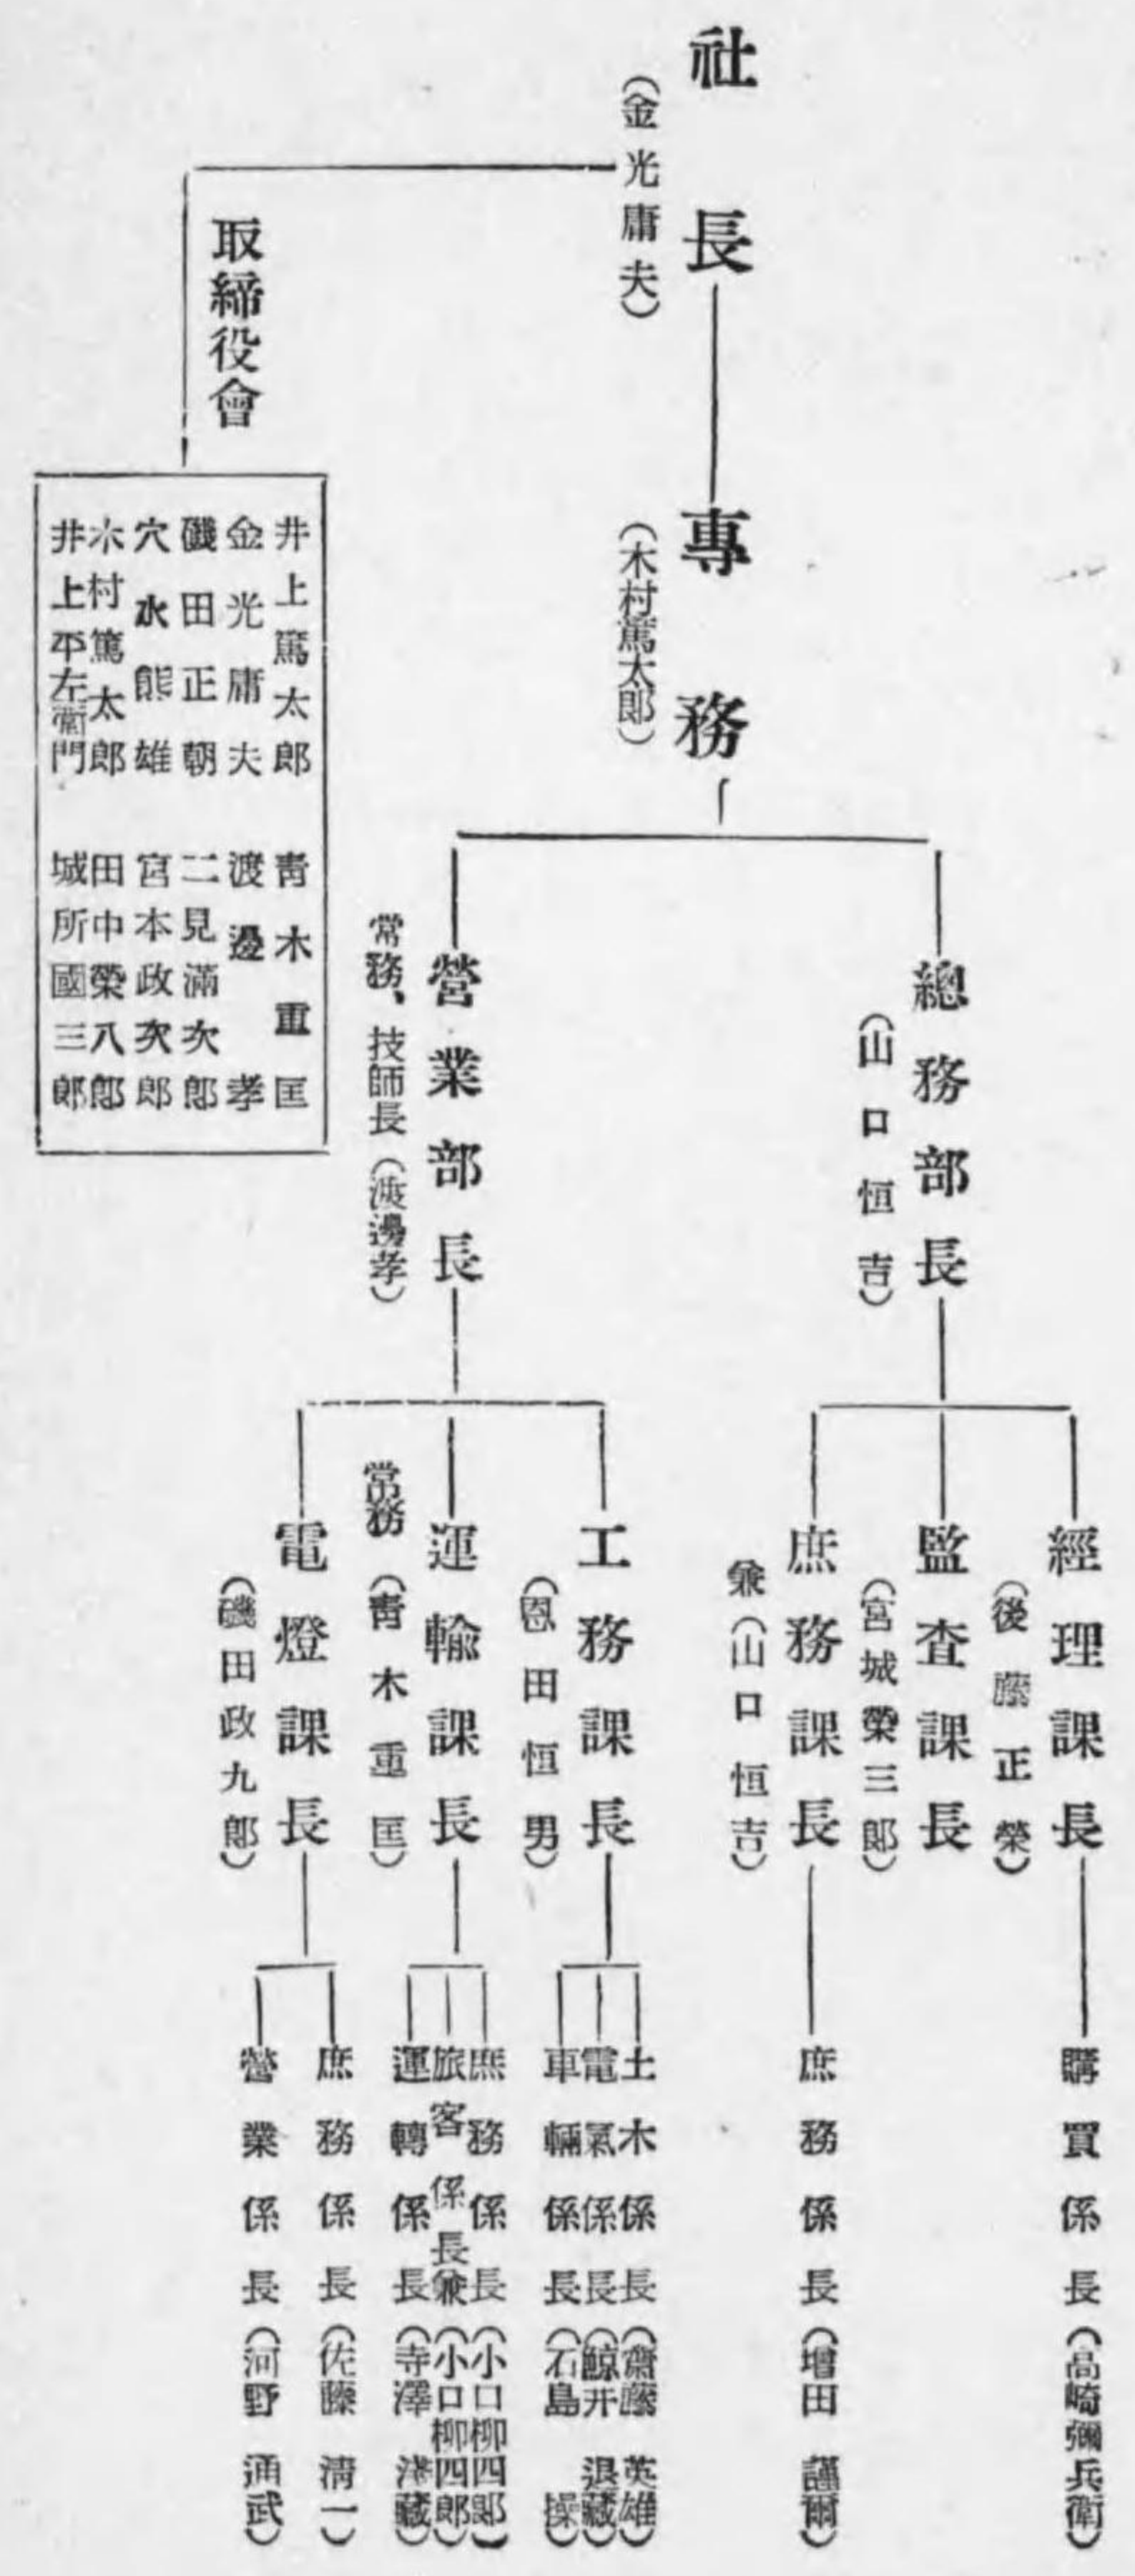 社長
（金光庸夫）
取締役會
井上篤太郎　靑木重匡
金光庸夫　渡邊孝
磯田正朝　二見滿次郎
穴水熊雄　宮本政次郎
木村篤太郎　田中榮八郎
井上平左衞門　城所國三郎
專務
（木村篤太郎）
總務部長
（山口恒吉）
經理課長
（後藤正榮）
購買係長（高崎彌兵衞）
監査課長
（宮城榮三郎）
庶務課長
兼（山口恒吉）
庶務係長（增田謹爾）
營業部長
常務、技師長（渡邊孝）
工務課長
（恩田恒男）
土木係長（齋藤英雄）
電氣係長（鯨井退藏）
車輛係長（石島操）
運輸課長
常務（靑木重匡）
庶務係長（小口柳四郎）
旅客係長兼（小口柳四郎）
運轉係長（寺澤淺藏）
電燈課長
（磯田政九郎）
庶務係長（佐藤淸一）
營業係長（河野通武）